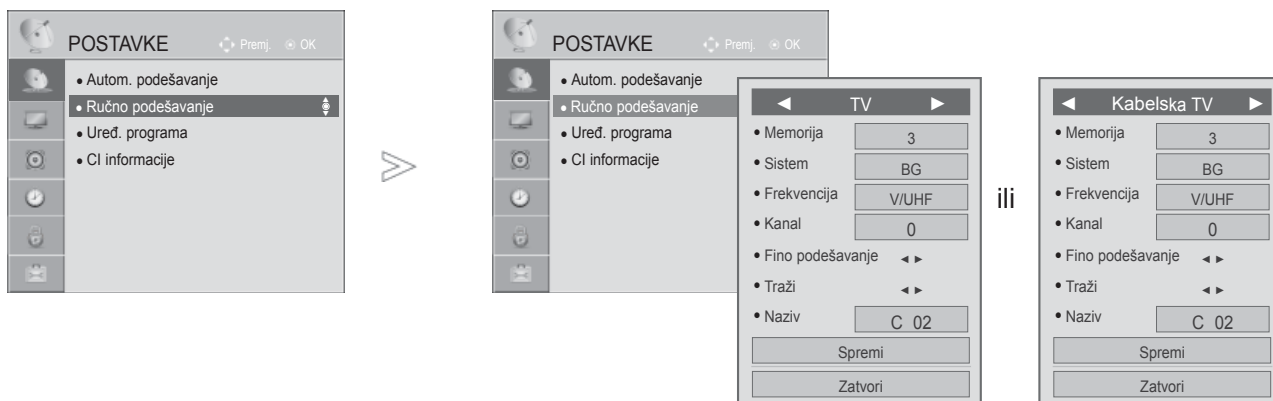 POSTAVKE Premj. OK
• Autom. podešavanje
• Ručno podešavanje
• Uređ. programa
• CI informacije
POSTAVKE Premj. OK
• Autom. podešavanje
• Ručno podešavanje
• Uređ. programa
• CI informacije
◄ TV ►
• Memorija 3
• Sistem BG
• Frekvencija V/UHF
• Kanal 0
• Fino podešavanje ◄ ►
• Traži ◄ ►
• Naziv C 02
Spremi
Zatvori
ili
◄ Kabelska TV ►
• Memorija 3
• Sistem BG
• Frekvencija V/UHF
• Kanal 0
• Fino podešavanje ◄ ►
• Traži ◄ ►
• Naziv C 02
Spremi
Zatvori